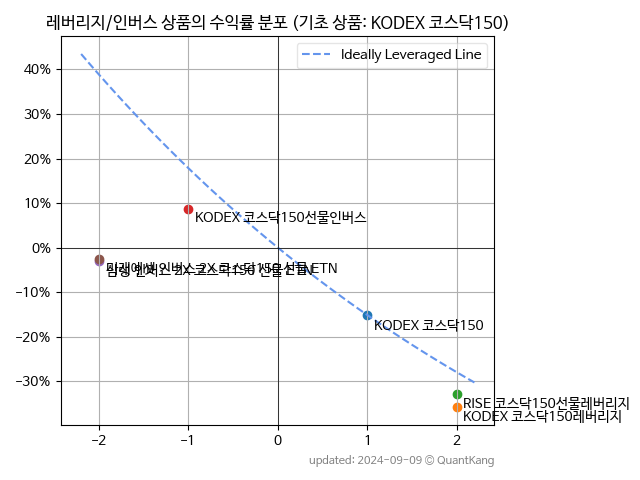 레버리지/인버스 상품의 수익률 분포 (기초 상품: KODEX 코스닥150)
Ideally Leveraged Line
40%
30%
20%
10%
KODEX 코스닥150선물인버스
0%
ETN
−10%
KODEX 코스닥150
−20%
−30%
RISE 코스닥150선물레버리지
KODEX 코스닥150레버리지
−2 −1 0 1 2
updated: 2024-09-09 © QuantKang